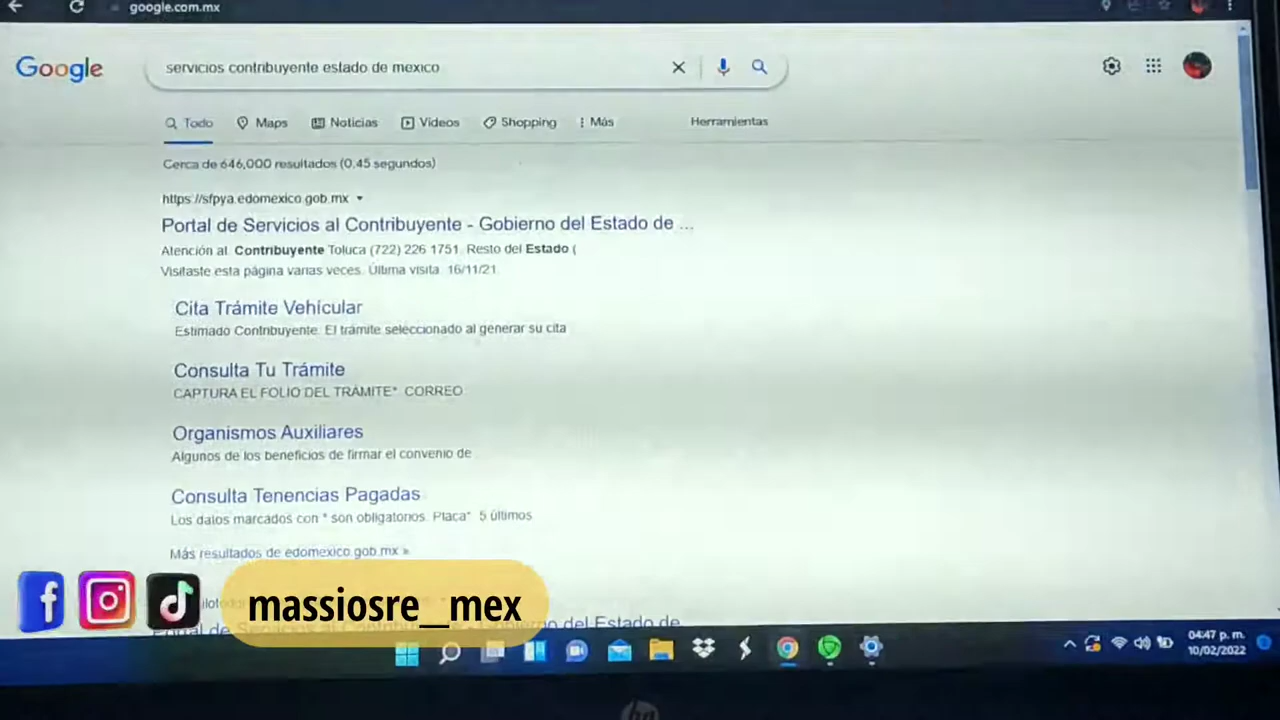 google.com.mx
Google
servicios contribuyente estado de mexico
Todo
Maps
Noticias
Videos
Shopping
Más
Herramientas
Cerca de 646,000 resultados (0.45 segundos)
https://sfpya.edomexico.gob.mx
Portal de Servicios al Contribuyente - Gobierno del Estado de ...
Atención al Contribuyente Toluca (722) 226 1751. Resto del Estado (
Visitaste esta página varias veces. Última visita: 16/11/21.
Cita Trámite Vehícular
Estimado Contribuyente. El trámite seleccionado al generar su cita
Consulta Tu Trámite
CAPTURA EL FOLIO DEL TRÁMITE* CORREO
Organismos Auxiliares
Algunos de los beneficios de firmar el convenio de
Consulta Tenencias Pagadas
Los datos marcados con * son obligatorios. Placa* 5 últimos
Más resultados de edomexico.gob.mx »
massiosre_mex
del Estado de
04:47 p. m.
10/02/2022
hp